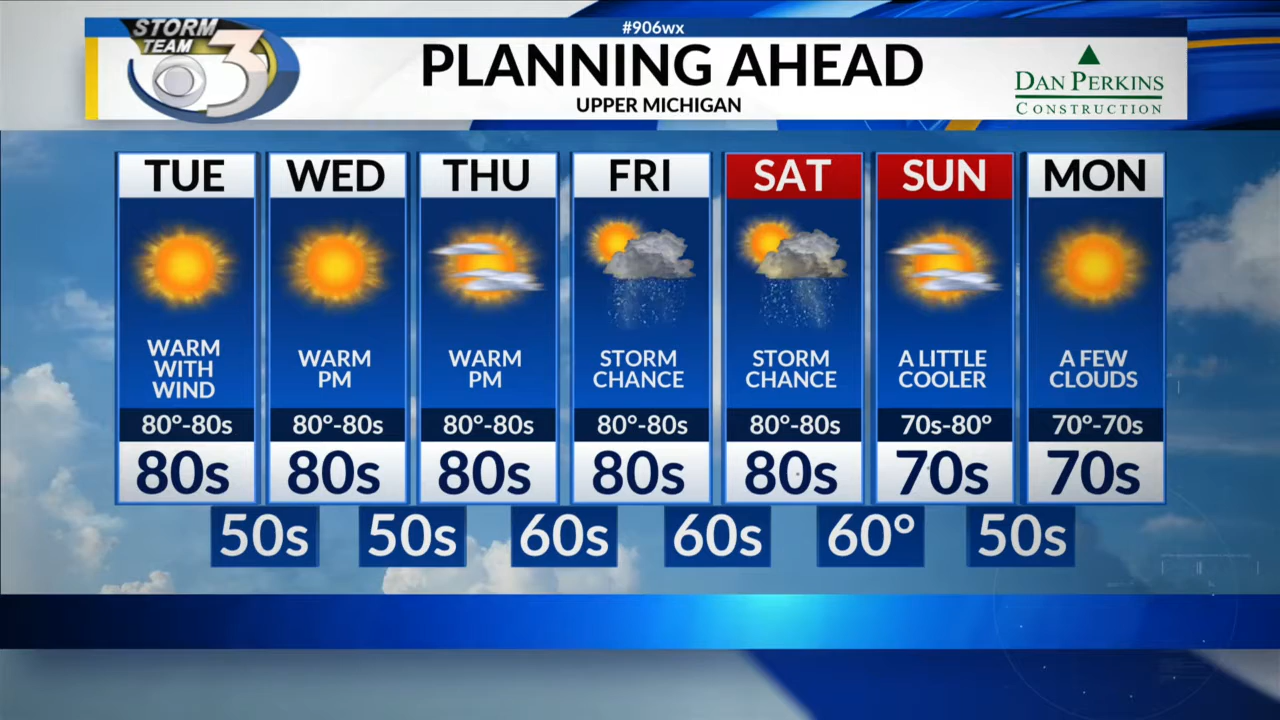 #906wx
STORM
TEAM
3
PLANNING AHEAD
UPPER MICHIGAN
DAN PERKINS
CONSTRUCTION
TUE
WED
THU
FRI
SAT
SUN
MON
WARM
WITH
WIND
WARM
PM
WARM
PM
STORM
CHANCE
STORM
CHANCE
A LITTLE
COOLER
A FEW
CLOUDS
80°-80s
80°-80s
80°-80s
80°-80s
80°-80s
70s-80°
70°-70s
80s
80s
80s
80s
80s
70s
70s
50s
50s
60s
60s
60°
50s